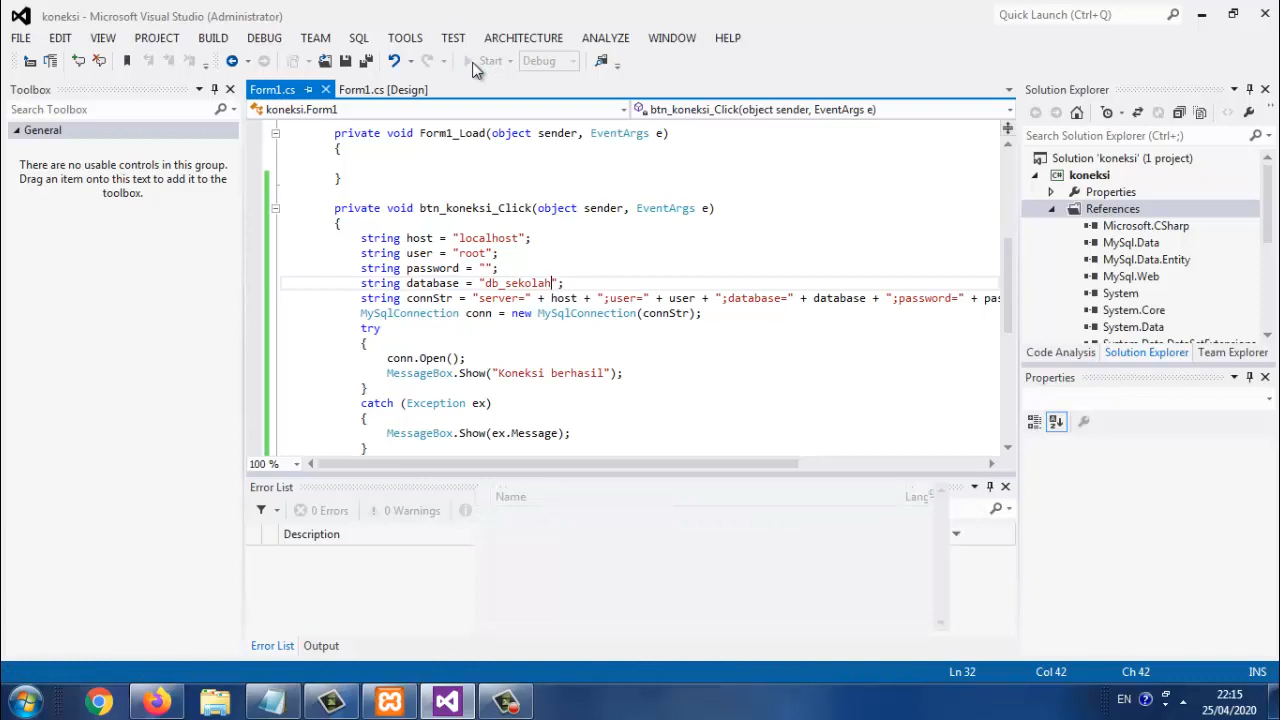 koneksi - Microsoft Visual Studio (Administrator)
Quick Launch (Ctrl+Q)
FILE EDIT VIEW PROJECT BUILD DEBUG TEAM SQL TOOLS TEST ARCHITECTURE ANALYZE WINDOW HELP
Start Debug
Toolbox
Search Toolbox
General
There are no usable controls in this group.
Drag an item onto this text to add it to the
toolbox.
Form1.cs Form1.cs [Design]
koneksi.Form1 btn_koneksi_Click(object sender, EventArgs e)
private void Form1_Load(object sender, EventArgs e)
{
}
private void btn_koneksi_Click(object sender, EventArgs e)
{
string host = "localhost";
string user = "root";
string password = "";
string database = "db_sekolah";
string connStr = "server=" + host + ";user=" + user + ";database=" + database + ";password=" + pas
MySqlConnection conn = new MySqlConnection(connStr);
try
{
conn.Open();
MessageBox.Show("Koneksi berhasil");
}
catch (Exception ex)
{
MessageBox.Show(ex.Message);
}
100 %
Error List
0 Errors 0 Warnings
Description
Name
Error List Output
Solution Explorer
Search Solution Explorer (Ctrl+;)
Solution 'koneksi' (1 project)
C# koneksi
Properties
References
Microsoft.CSharp
MySql.Data
MySql.Data.Entity
MySql.Web
System
System.Core
System.Data
System.Data.DataSetExtensions
Code Analysis Solution Explorer Team Explorer
Properties
Ln 32 Col 42 Ch 42 INS
EN 22:15
25/04/2020